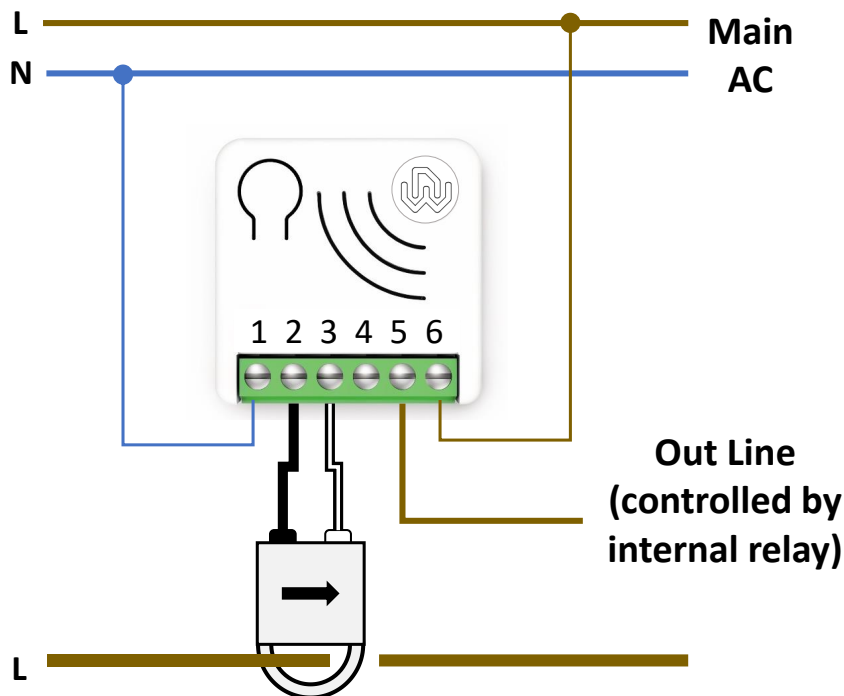 L
Main
N
AC
1 2 3 4 5 6
Out Line
(controlled by
internal relay)
L